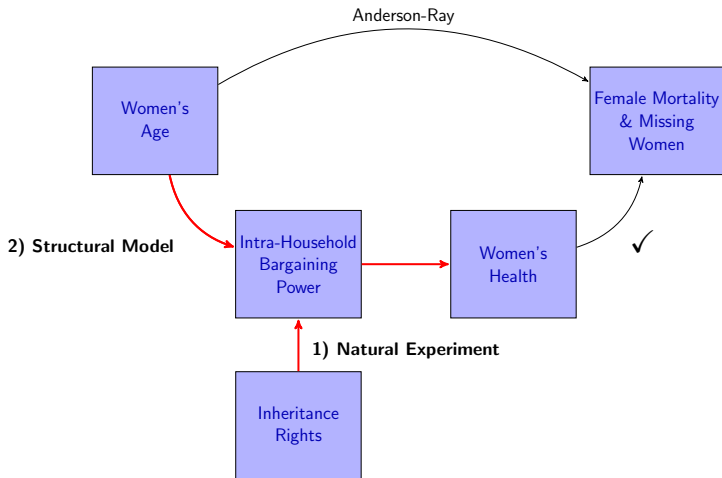 Anderson-Ray
Women's
Age
Female Mortality
& Missing
Women
2) Structural Model
Intra-Household
Bargaining
Power
Women's
Health
✓
1) Natural Experiment
Inheritance
Rights